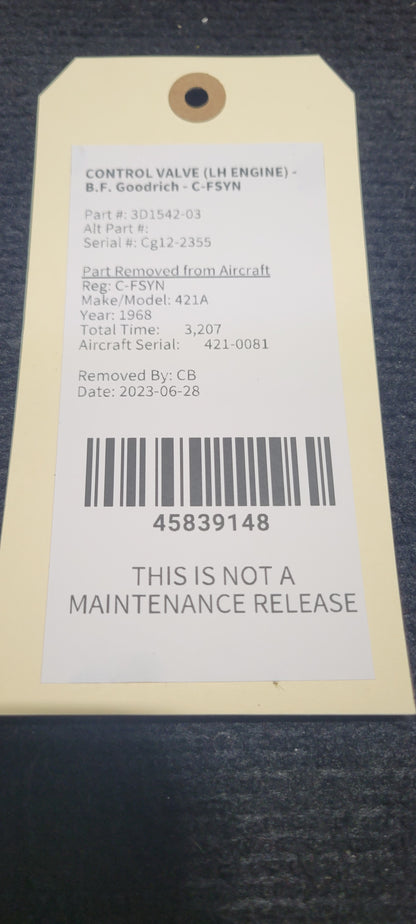 CONTROL VALVE (LH ENGINE) -
B.F. Goodrich - C-FSYN
Part #: 3D1542-03
Alt Part #:
Serial #: Cg12-2355
Part Removed from Aircraft
Reg: C-FSYN
Make/Model: 421A
Year: 1968
Total Time: 3,207
Aircraft Serial: 421-0081
Removed By: CB
Date: 2023-06-28
45839148
THIS IS NOT A
MAINTENANCE RELEASE